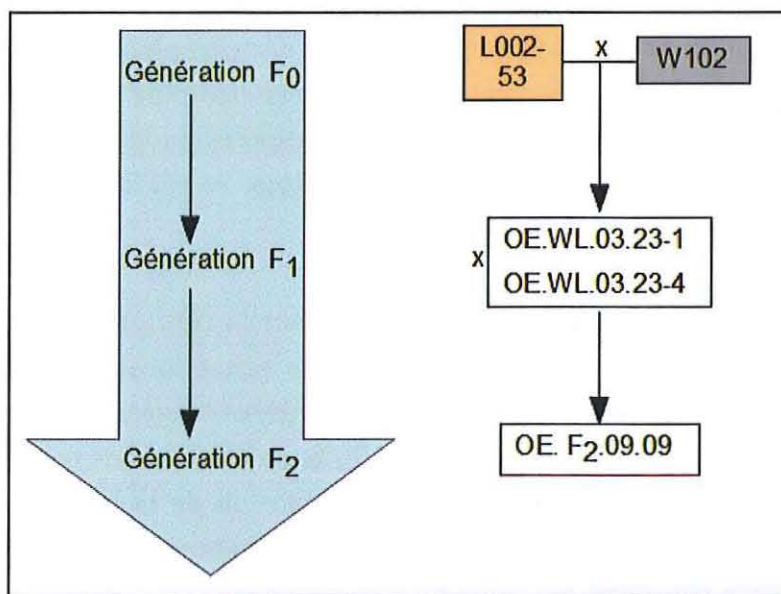 Génération F0
Génération F1
Génération F2
L002-
53
x
W102
x
OE.WL.03.23-1
OE.WL.03.23-4
OE. F2.09.09